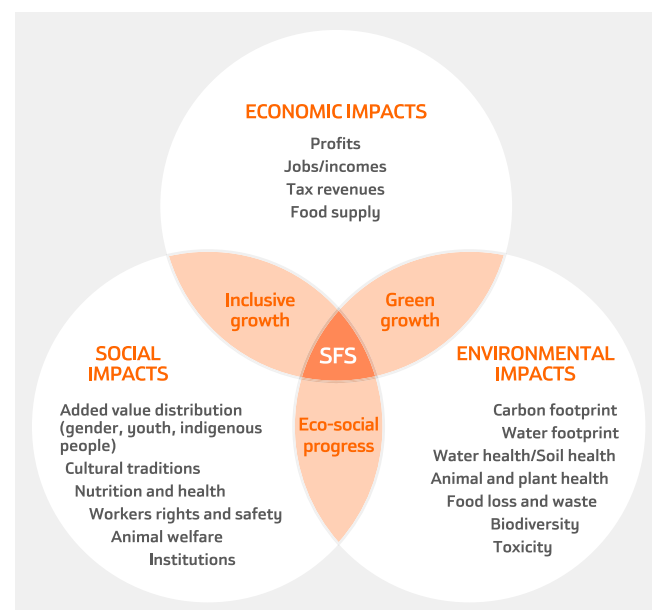 ECONOMIC IMPACTS
Profits
Jobs/incomes
Tax revenues
Food supply
Inclusive
growth
Green
growth
SFS
SOCIAL
IMPACTS
Added value distribution
(gender, youth, indigenous
people)
Cultural traditions
Nutrition and health
Workers rights and safety
Animal welfare
Institutions
Eco-social
progress
ENVIRONMENTAL
IMPACTS
Carbon footprint
Water footprint
Water health/Soil health
Animal and plant health
Food loss and waste
Biodiversity
Toxicity